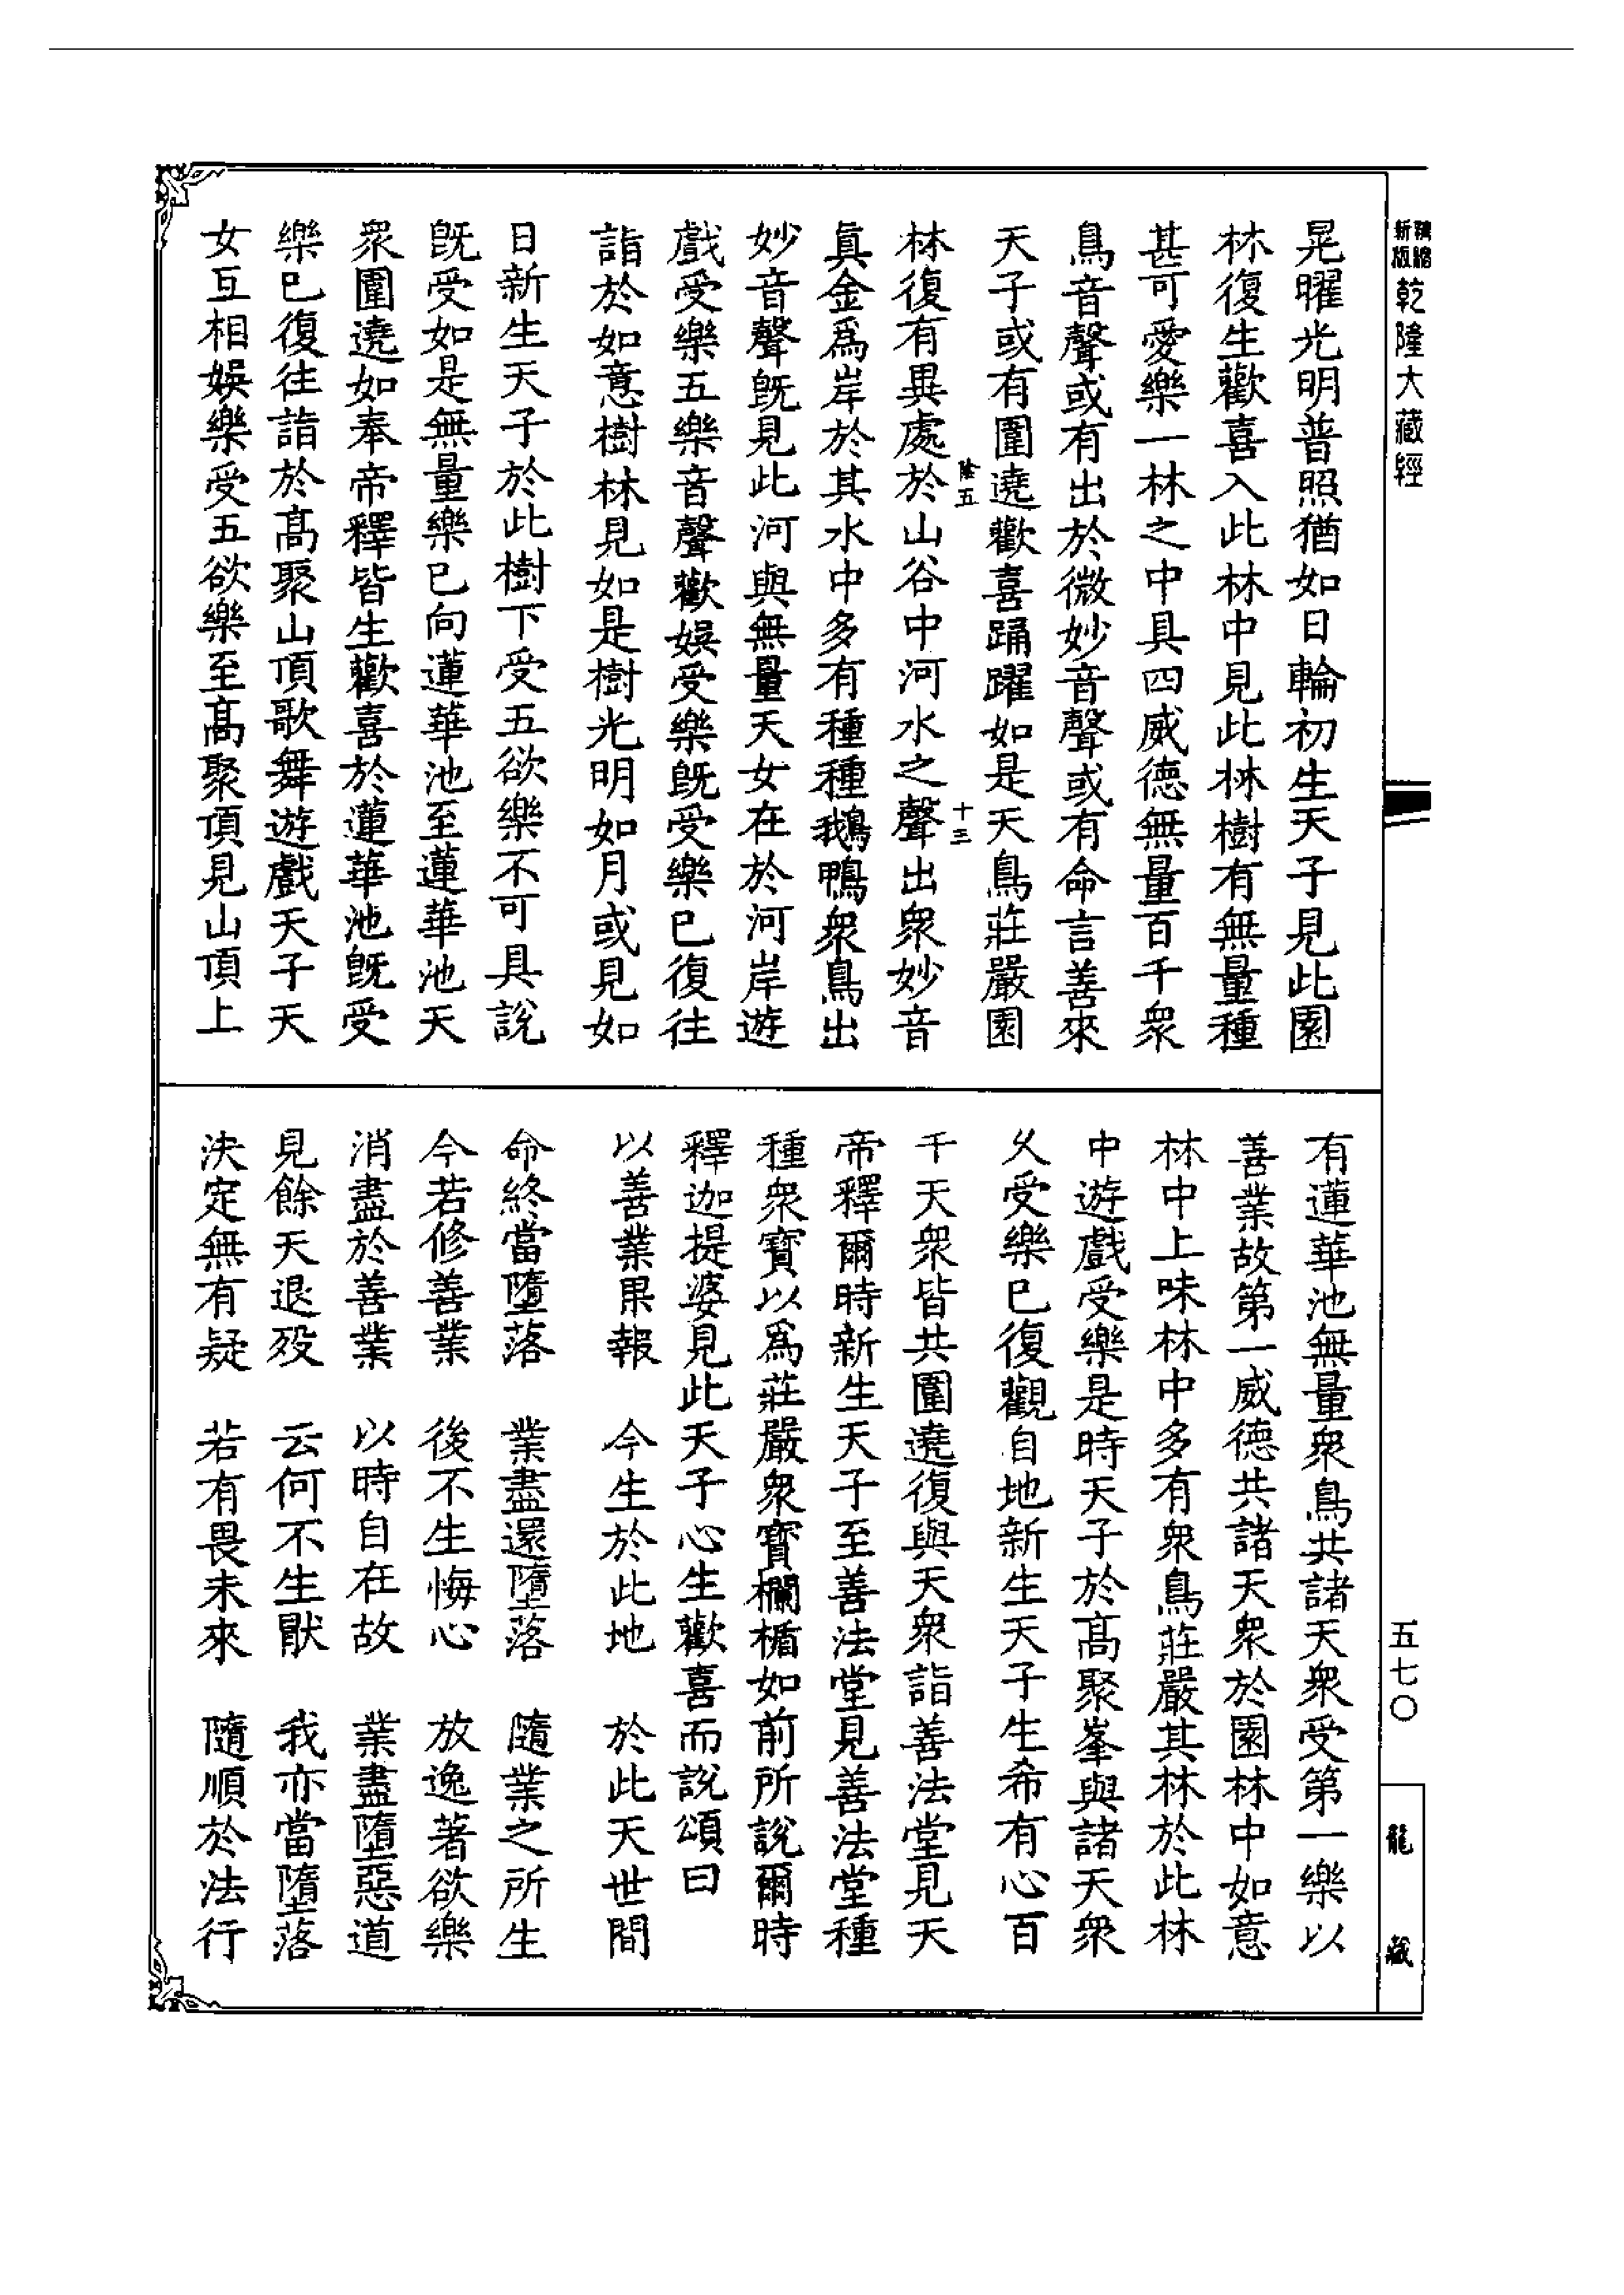 新版精縮乾隆大藏經
晃曜光明普照猶如日輪初生天子見此園
林復生歡喜入此林中見此林樹有無量種
甚可愛樂一林之中具四威德無量百千衆
鳥音聲或有出於微妙音聲或有命言善來
天子或有圍遶歡喜踊躍如是天鳥莊嚴園
陰五 十三
林復有異處於山谷中河水之聲出衆妙音
真金爲岸於其水中多有種種鵝鴨衆鳥出
妙音聲旣見此河與無量天女在於河岸遊
戲受樂五樂音聲歡娛受樂旣受樂已復往
詣於如意樹林見如是樹光明如月或見如
日新生天子於此樹下受五欲樂不可具說
旣受如是無量樂已向蓮華池至蓮華池天
衆圍遶如奉帝釋皆生歡喜於蓮華池旣受
樂已復往詣於高聚山頂歌舞遊戲天子天
女互相娛樂受五欲樂至高聚頂見山頂上
有蓮華池無量衆鳥共諸天衆受第一樂以
善業故第一威德共諸天衆於園林中如意
林中上味林中多有衆鳥莊嚴其林於此林
中遊戲受樂是時天子於高聚峯與諸天衆
久受樂已復觀自地新生天子生希有心百
千天衆皆共圍遶復與天衆詣善法堂見天
帝釋爾時新生天子至善法堂見善法堂種
種衆寳以爲莊嚴衆寳欄楯如前所說爾時
釋迦提婆見此天子心生歡喜而說頌曰
以善業果報 今生於此地 於此天世間
命終當墮落 業盡還墮落 隨業之所生
今若修善業 後不生悔心 放逸著欲樂
消盡於善業 以時自在故 業盡墮惡道
見餘天退歿 云何不生厭 我亦當墮落
決定無有疑 若有畏未來 隨順於法行
五七〇
龍藏